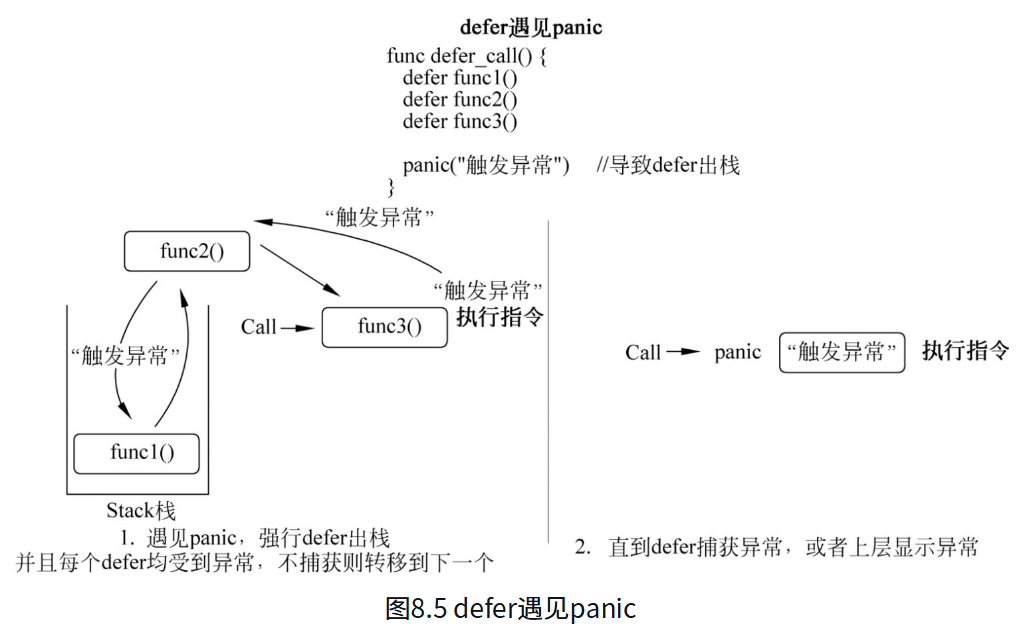 defer遇见panic
func defer_call() {
defer func1()
defer func2()
defer func3()
panic("触发异常") //导致defer出栈
}
“触发异常”
func2()
“触发异常”
执行指令
Call
func3()
“触发异常”
func1()
Stack栈
1. 遇见panic，强行defer出栈
并且每个defer均受到异常，不捕获则转移到下一个
Call
panic
“触发异常”
执行指令
2. 直到defer捕获异常，或者上层显示异常
图8.5 defer遇见panic